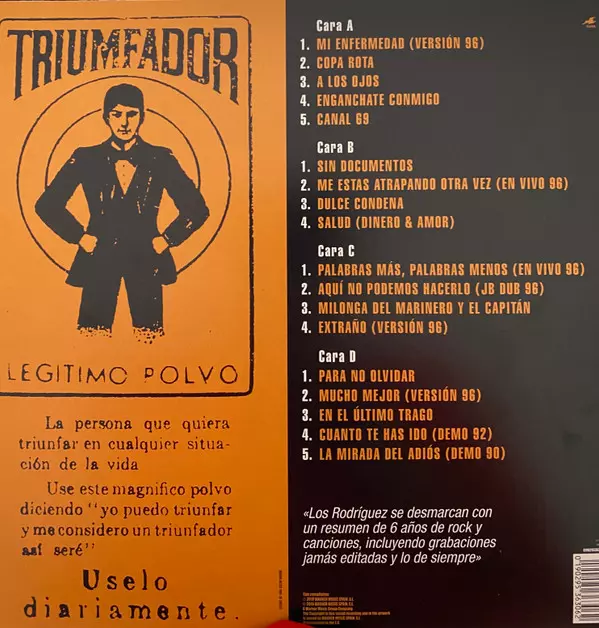 TRIUMFADOR
LEGITIMO POLVO
La persona que quiera
triunfar en cualquier situa-
ción de la vida
Use este magnifico polvo
diciendo "yo puedo triunfar
y me considero un triunfador
así seré"
Uselo
diariamente.
Cara A
1. MI ENFERMEDAD (VERSIÓN 96)
2. COPA ROTA
3. A LOS OJOS
4. ENGANCHATE CONMIGO
5. CANAL 69
Cara B
1. SIN DOCUMENTOS
2. ME ESTAS ATRAPANDO OTRA VEZ (EN VIVO 96)
3. DULCE CONDENA
4. SALUD (DINERO & AMOR)
Cara C
1. PALABRAS MÁS, PALABRAS MENOS (EN VIVO 96)
2. AQUÍ NO PODEMOS HACERLO (JB DUB 96)
3. MILONGA DEL MARINERO Y EL CAPITÁN
4. EXTRAÑO (VERSIÓN 96)
Cara D
1. PARA NO OLVIDAR
2. MUCHO MEJOR (VERSIÓN 96)
3. EN EL ÚLTIMO TRAGO
4. CUANTO TE HAS IDO (DEMO 92)
5. LA MIRADA DEL ADIÓS (DEMO 90)
«Los Rodríguez se desmarcan con
un resumen de 6 años de rock y
canciones, incluyendo grabaciones
jamás editadas y lo de siempre»
0190295363062